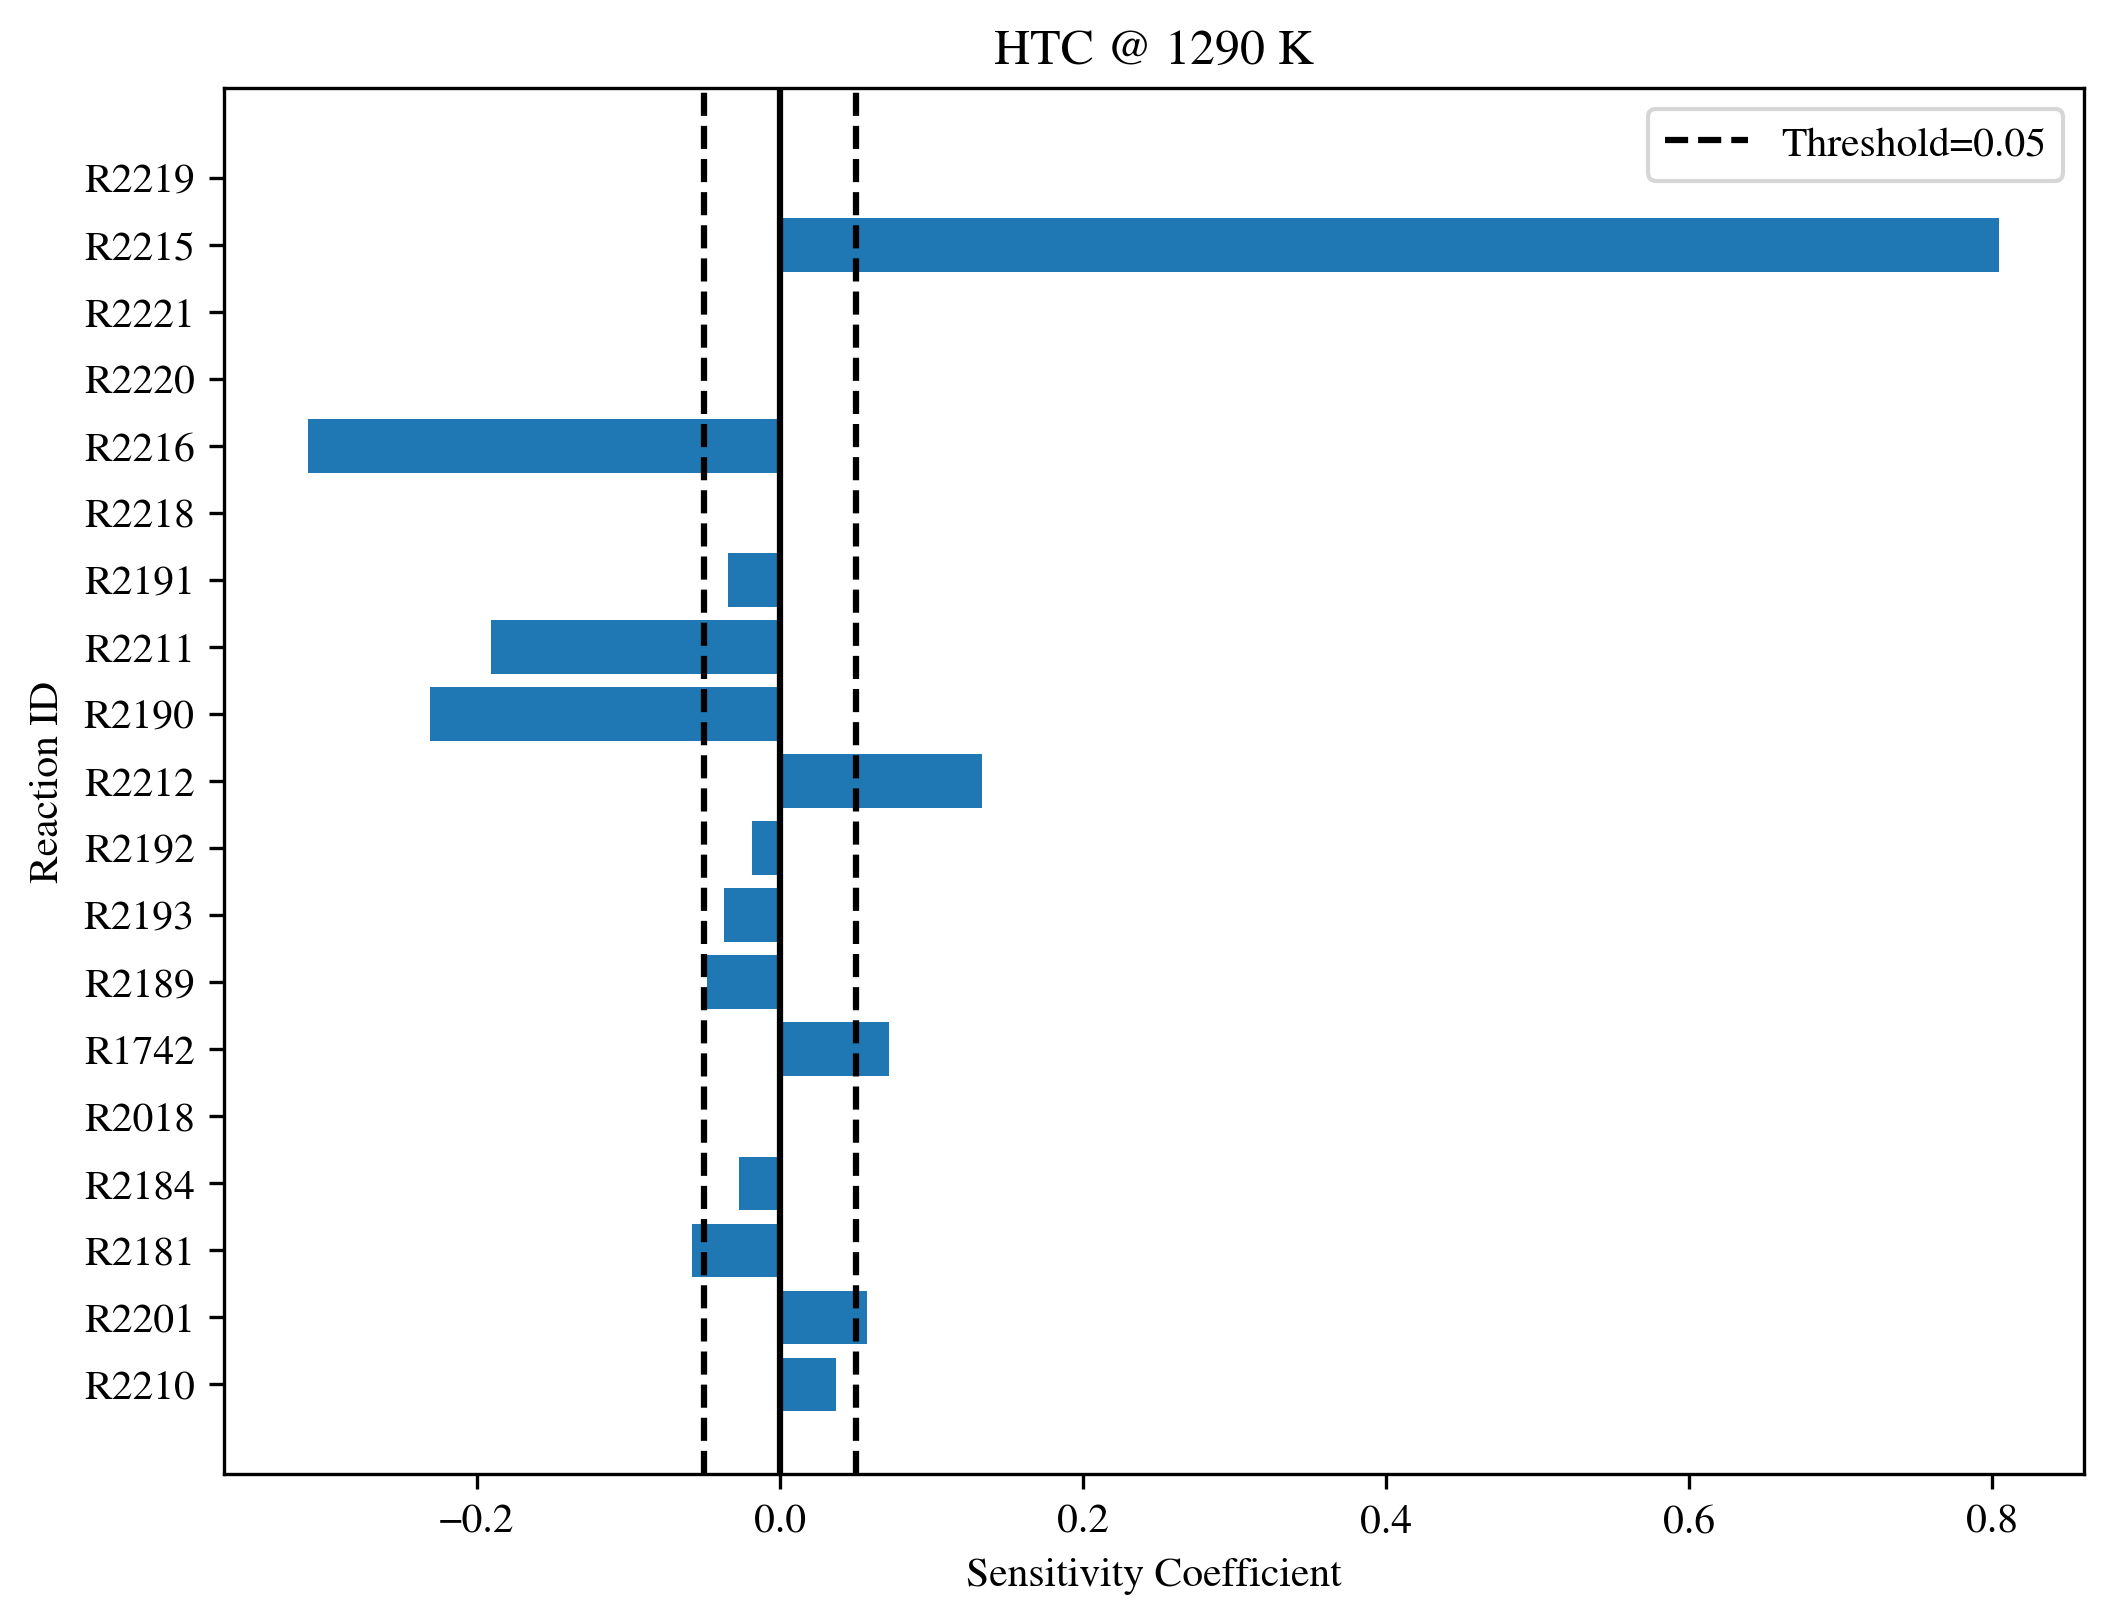 HTC @ 1290 K
Threshold=0.05
R2219
R2215
R2221
R2220
R2216
R2218
R2191
R2211
R2190
R2212
R2192
R2193
R2189
R1742
R2018
R2184
R2181
R2201
R2210
Reaction ID
−0.2 0.0 0.2 0.4 0.6 0.8
Sensitivity Coefficient